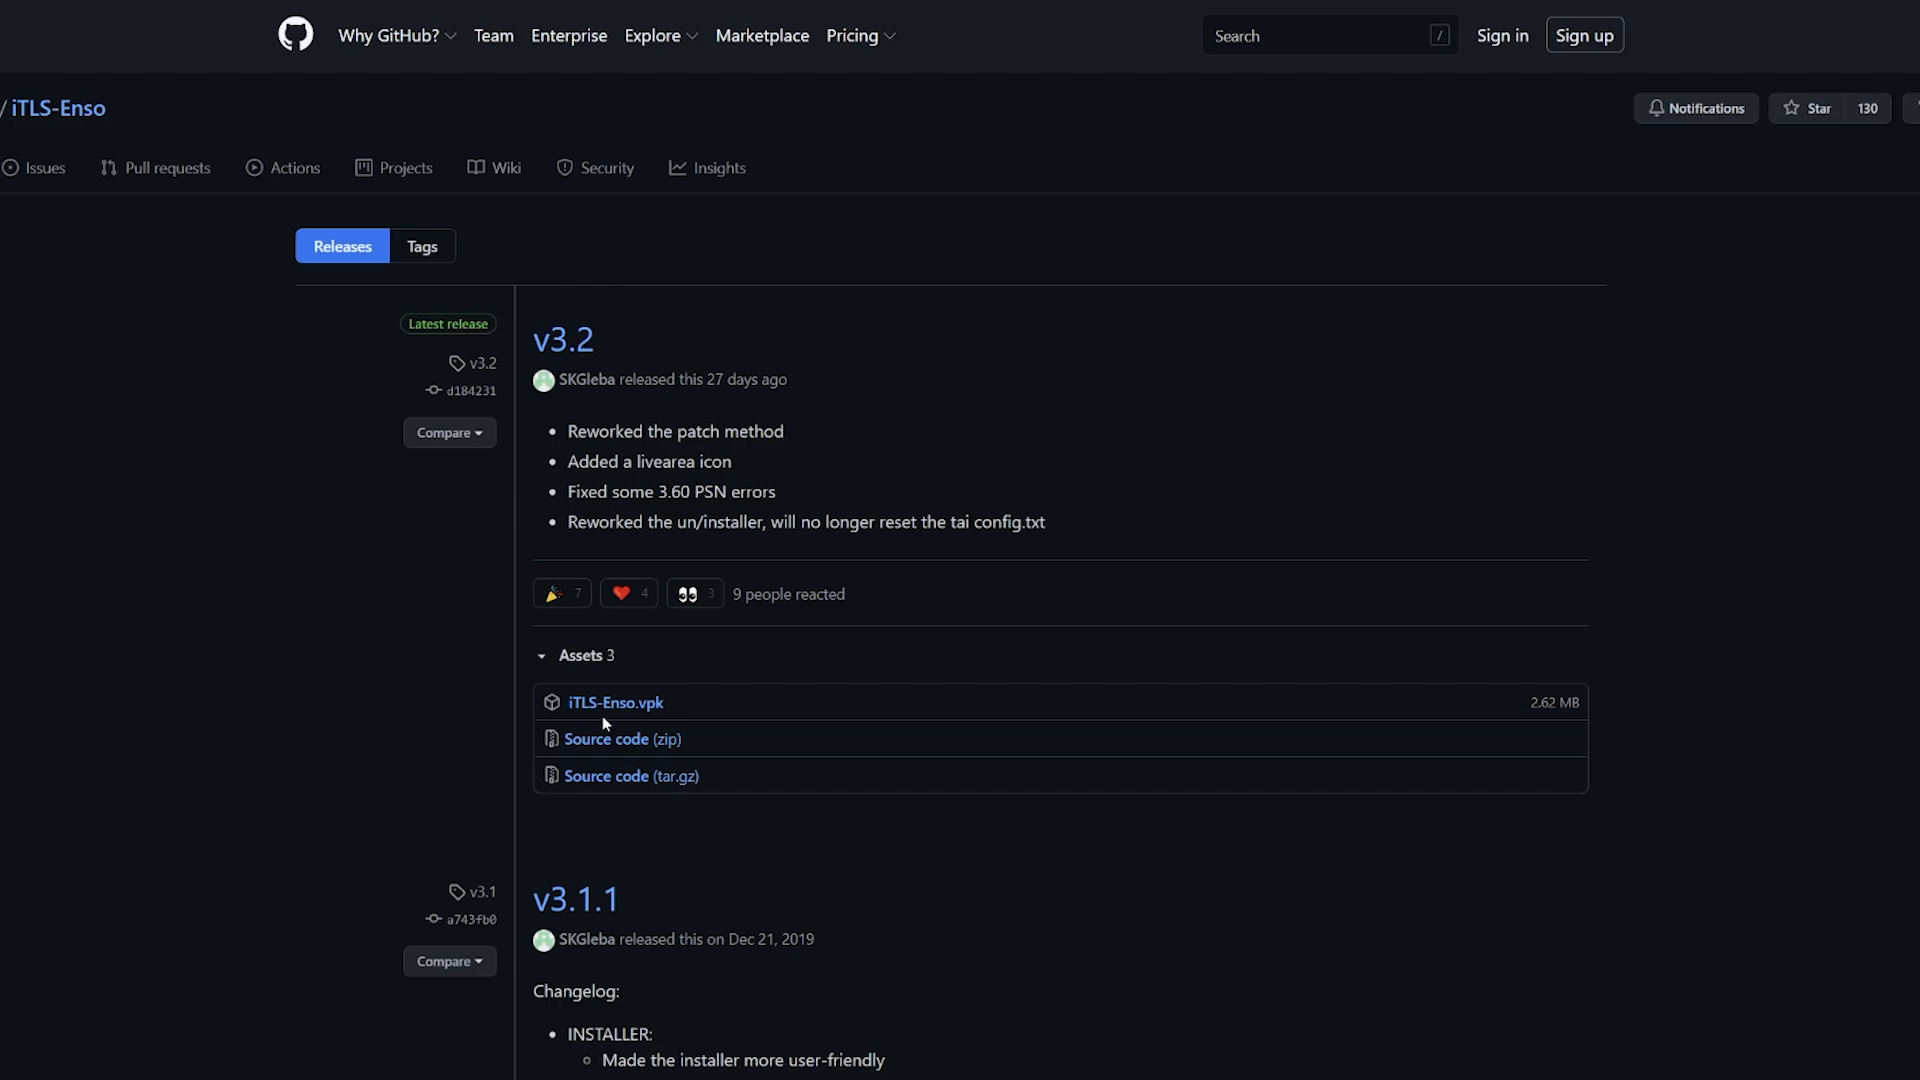 Why GitHub? Team Enterprise Explore Marketplace Pricing Search / Sign in Sign up
/ iTLS-Enso Notifications Star 130
Issues Pull requests Actions Projects Wiki Security Insights
Releases Tags
Latest release
v3.2
d184231
Compare
v3.2
SKGleba released this 27 days ago
• Reworked the patch method
• Added a livearea icon
• Fixed some 3.60 PSN errors
• Reworked the un/installer, will no longer reset the tai config.txt
7 4 3 9 people reacted
Assets 3
iTLS-Enso.vpk 2.62 MB
Source code (zip)
Source code (tar.gz)
v3.1
a743fb0
Compare
v3.1.1
SKGleba released this on Dec 21, 2019
Changelog:
• INSTALLER:
◦ Made the installer more user-friendly